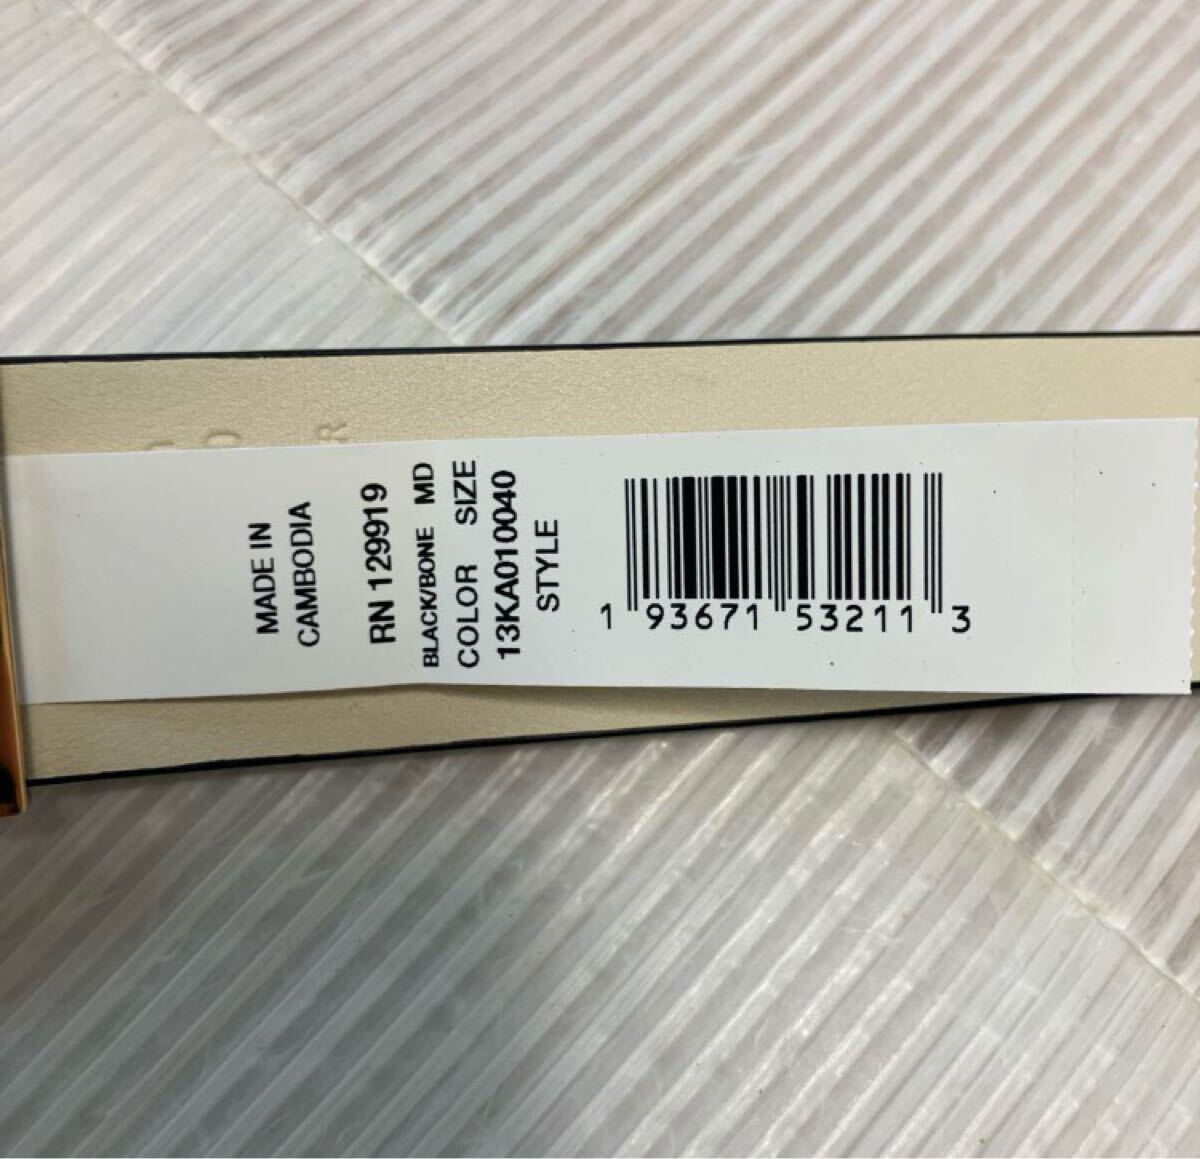 MADE IN
CAMBODIA
RN 129919
BLACK/BONE MD
COLOR SIZE
13KA010040
STYLE
1 93671 53211 3